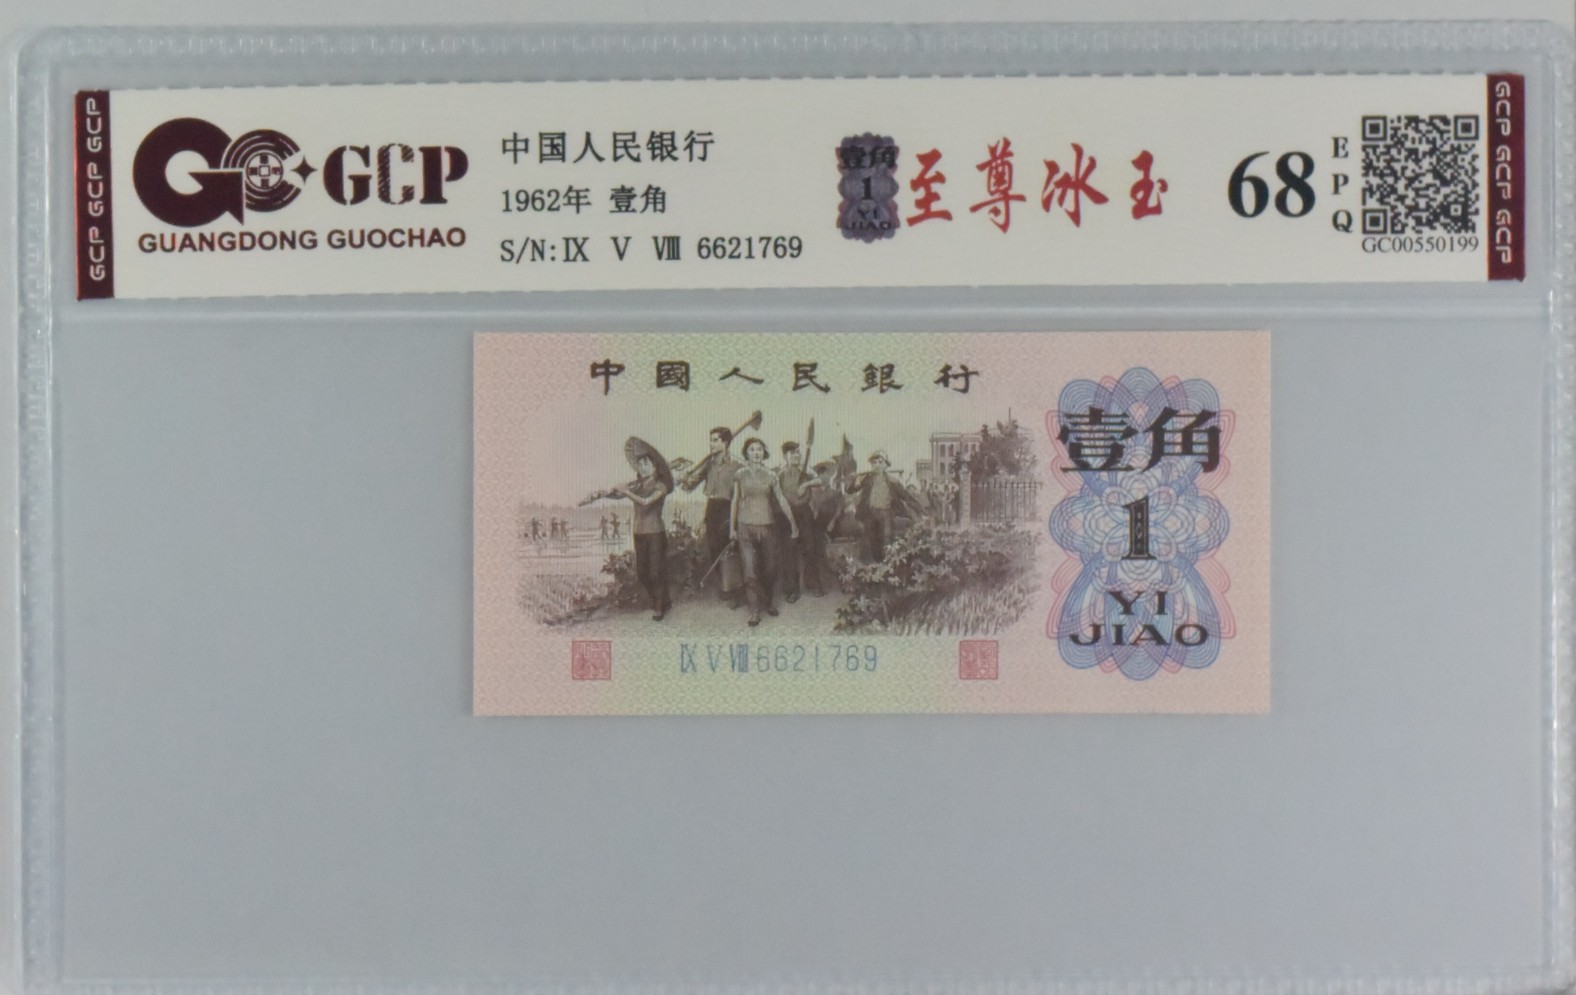 GCP GCP GCP
GCP
GUANGDONG GUOCHAO
中国人民银行
1962年 壹角
S/N: Ⅸ Ⅴ Ⅷ 6621769
壹角
1
YI
JIAO
至尊冰玉
68
EPQ
GC00550199
GCP GCP GCP
中國人民銀行
壹角
1
YI
JIAO
Ⅸ Ⅴ Ⅷ 6621769